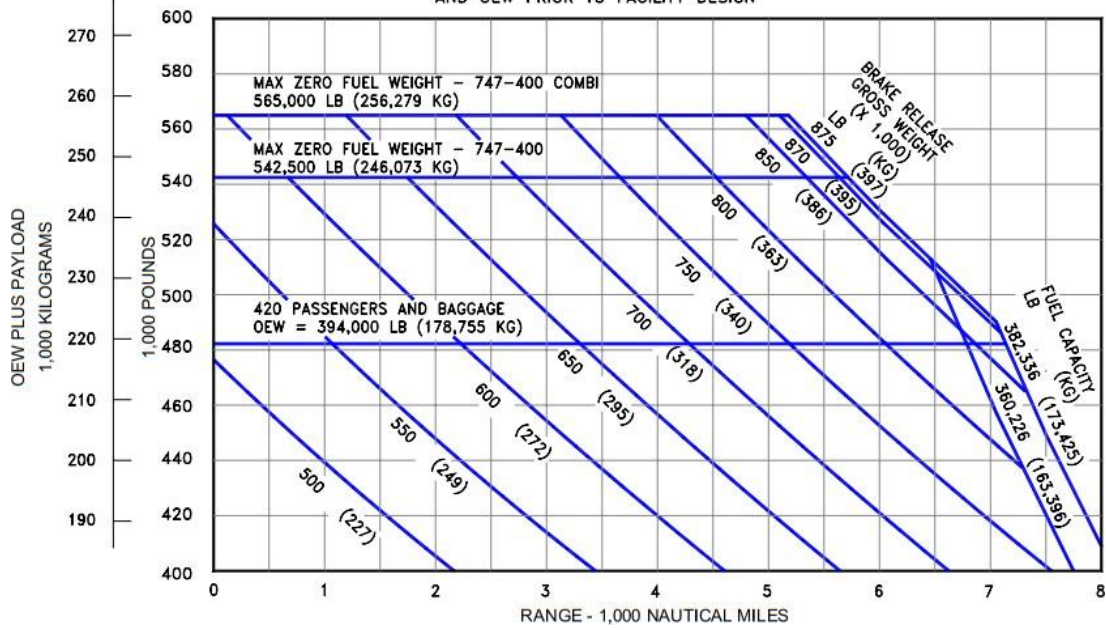 AND OEW PRIOR TO FACILITY DESIGN
MAX ZERO FUEL WEIGHT - 747-400 COMBI
565,000 LB (256,279 KG)
MAX ZERO FUEL WEIGHT - 747-400
542,500 LB (246,073 KG)
420 PASSENGERS AND BAGGAGE
OEW = 394,000 LB (178,755 KG)
BRAKE RELEASE
GROSS WEIGHT
(X 1,000)
LB
(KG)
875
(397)
870
(395)
850
(386)
800
(363)
750
(340)
700
(318)
650
(295)
600
(272)
550
(249)
500
(227)
FUEL CAPACITY
LB
(KG)
382,336
(173,425)
360,226
(163,396)
OEW PLUS PAYLOAD
1,000 KILOGRAMS
270
260
250
240
230
220
210
200
190
1,000 POUNDS
600
580
560
540
520
500
480
460
440
420
400
0
1
2
3
4
5
6
7
8
RANGE - 1,000 NAUTICAL MILES